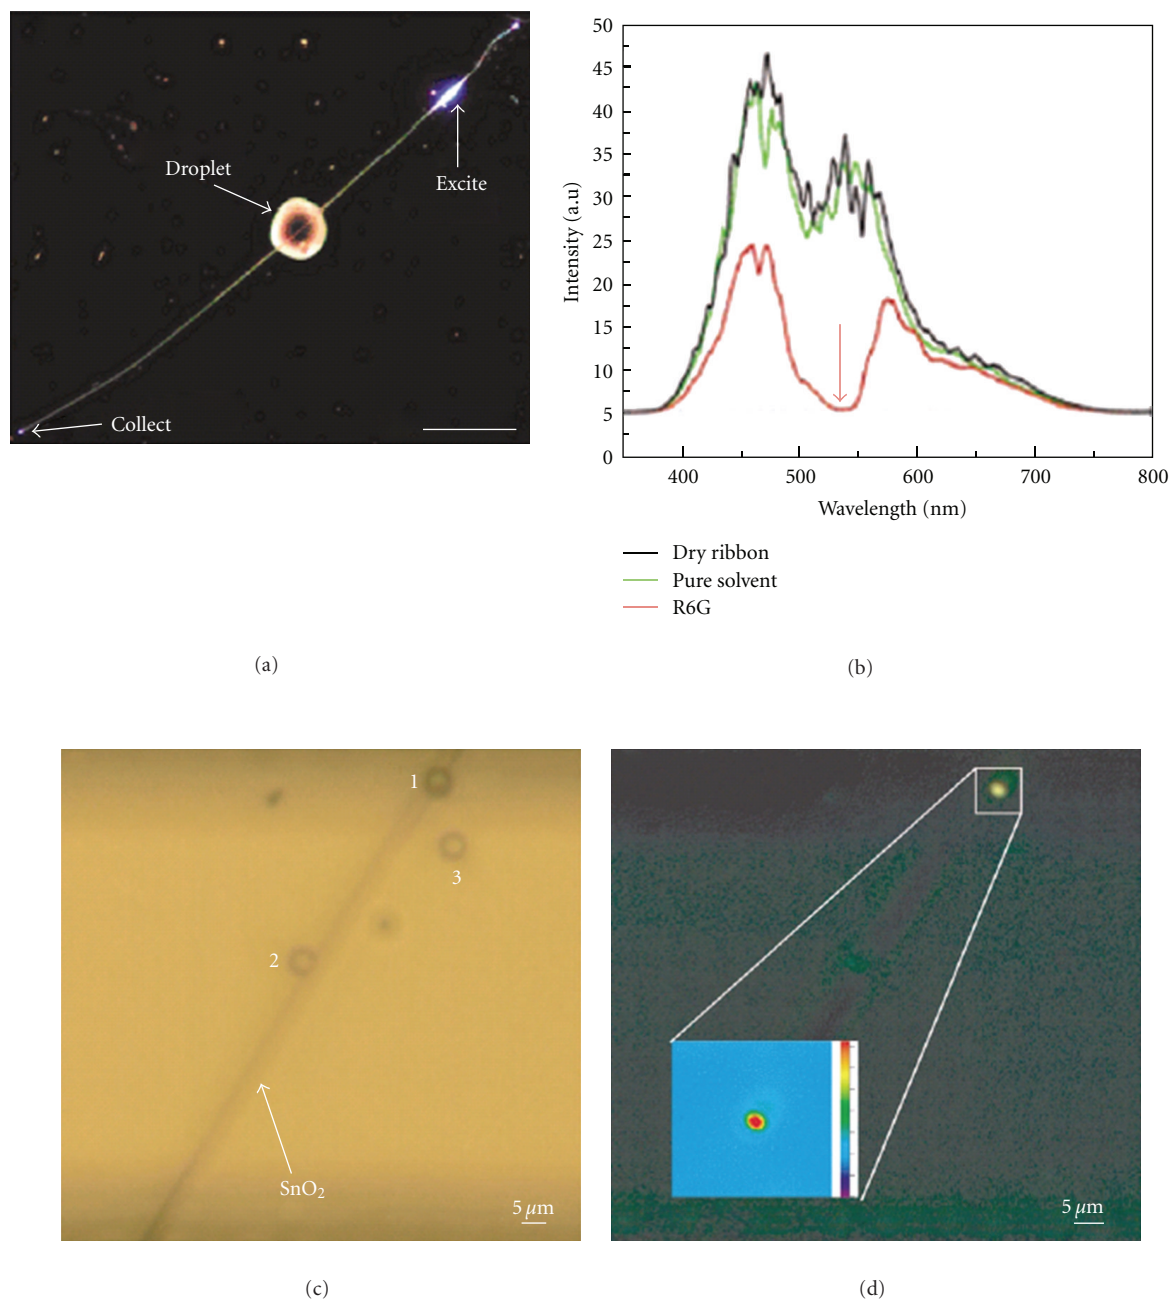 Droplet
Excite
Collect
(a)
50
45
40
35
30
25
20
15
10
5
0
Intensity (a.u)
400
500
600
700
800
Wavelength (nm)
Dry ribbon
Pure solvent
R6G
(b)
1
3
2
SnO₂
5 μm
(c)
5 μm
(d)